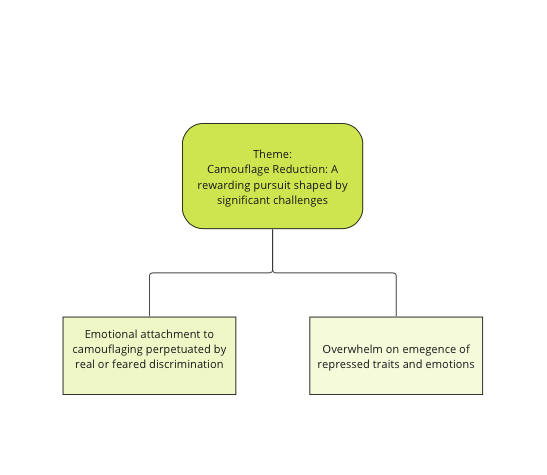 Theme:
Camouflage Reduction: A
rewarding pursuit shaped by
significant challenges
Emotional attachment to
camouflaging perpetuated by
real or feared discrimination
Overwhelm on emegence of
repressed traits and emotions